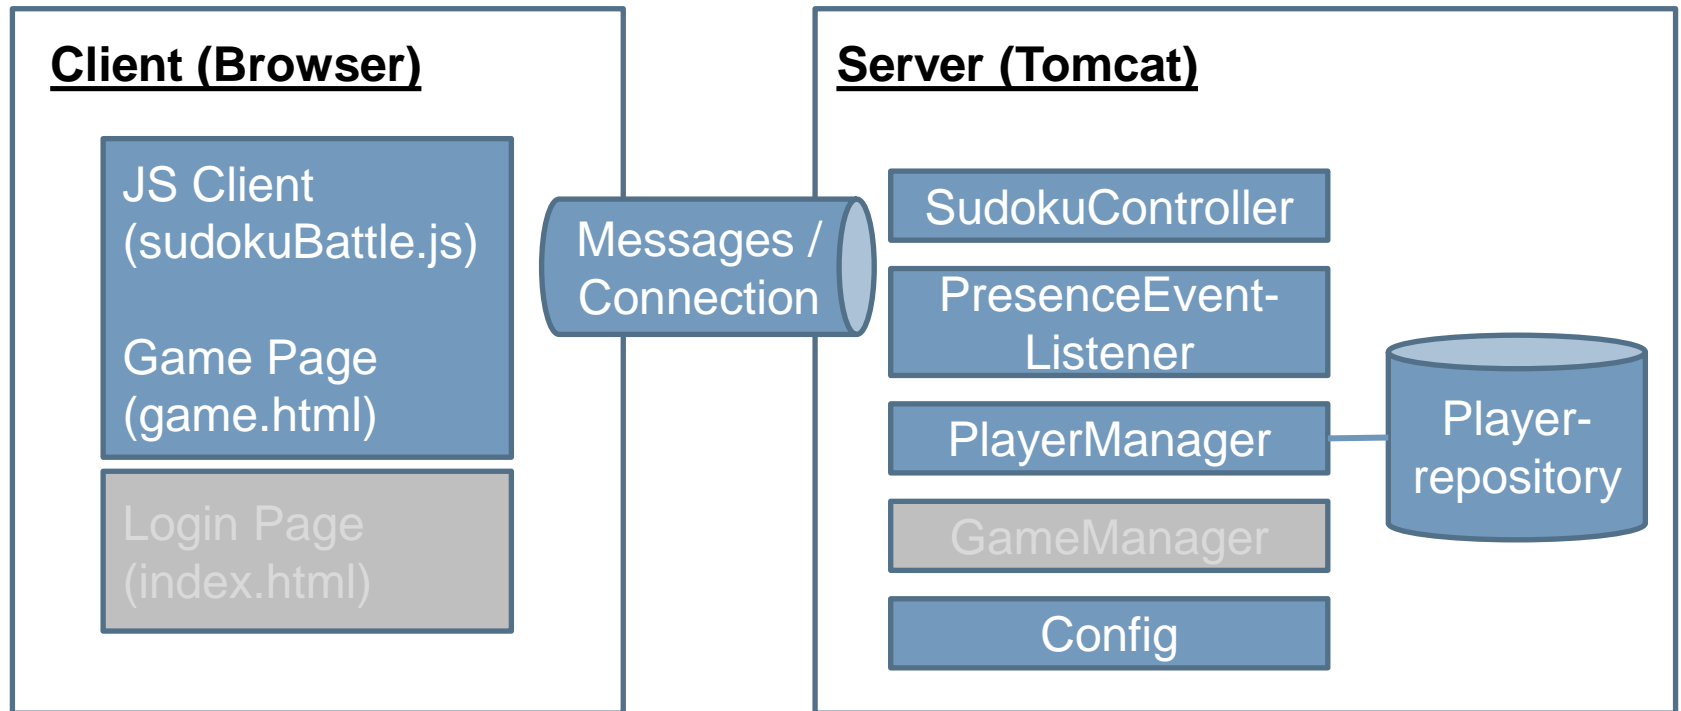 Client (Browser)
JS Client
(sudokuBattle.js)
Game Page
(game.html)
Login Page
(index.html)
Messages /
Connection
Server (Tomcat)
SudokuController
PresenceEvent-
Listener
PlayerManager
GameManager
Config
Player-
repository